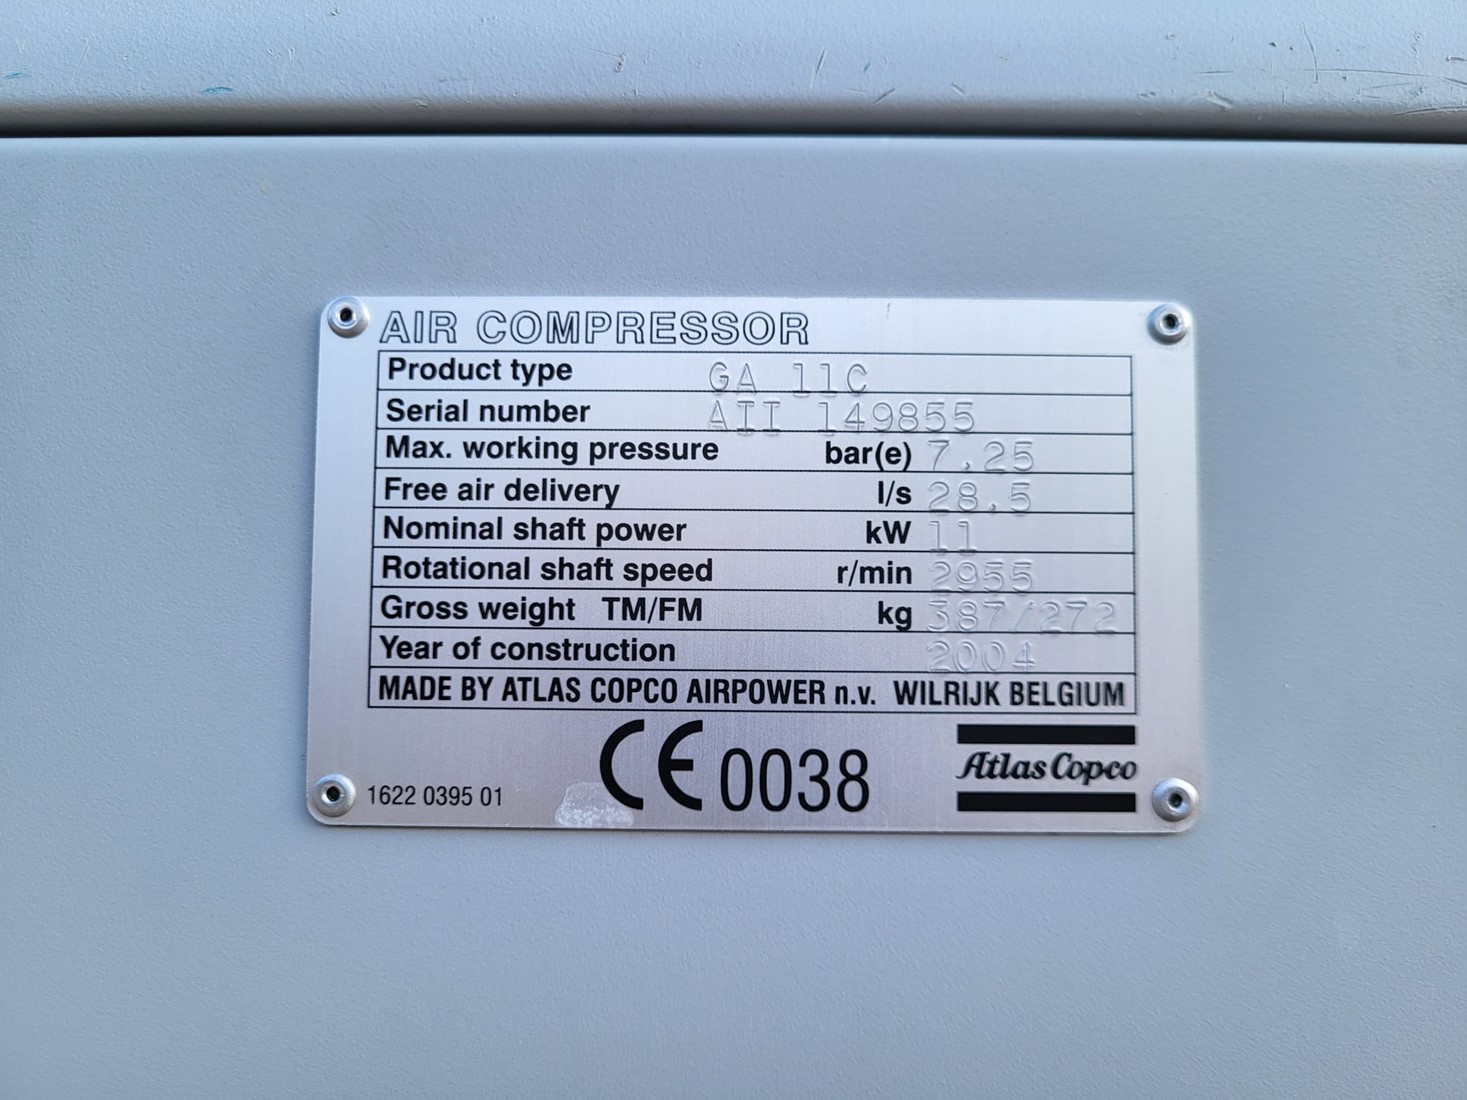 AIR COMPRESSOR
Product type GA 11C
Serial number AII 149855
Max. working pressure bar(e) 7.25
Free air delivery l/s 28.5
Nominal shaft power kW 11
Rotational shaft speed r/min 2955
Gross weight TM/FM kg 387/272
Year of construction 2004
MADE BY ATLAS COPCO AIRPOWER n.v. WILRIJK BELGIUM
CE 0038
Atlas Copco
1622 0395 01